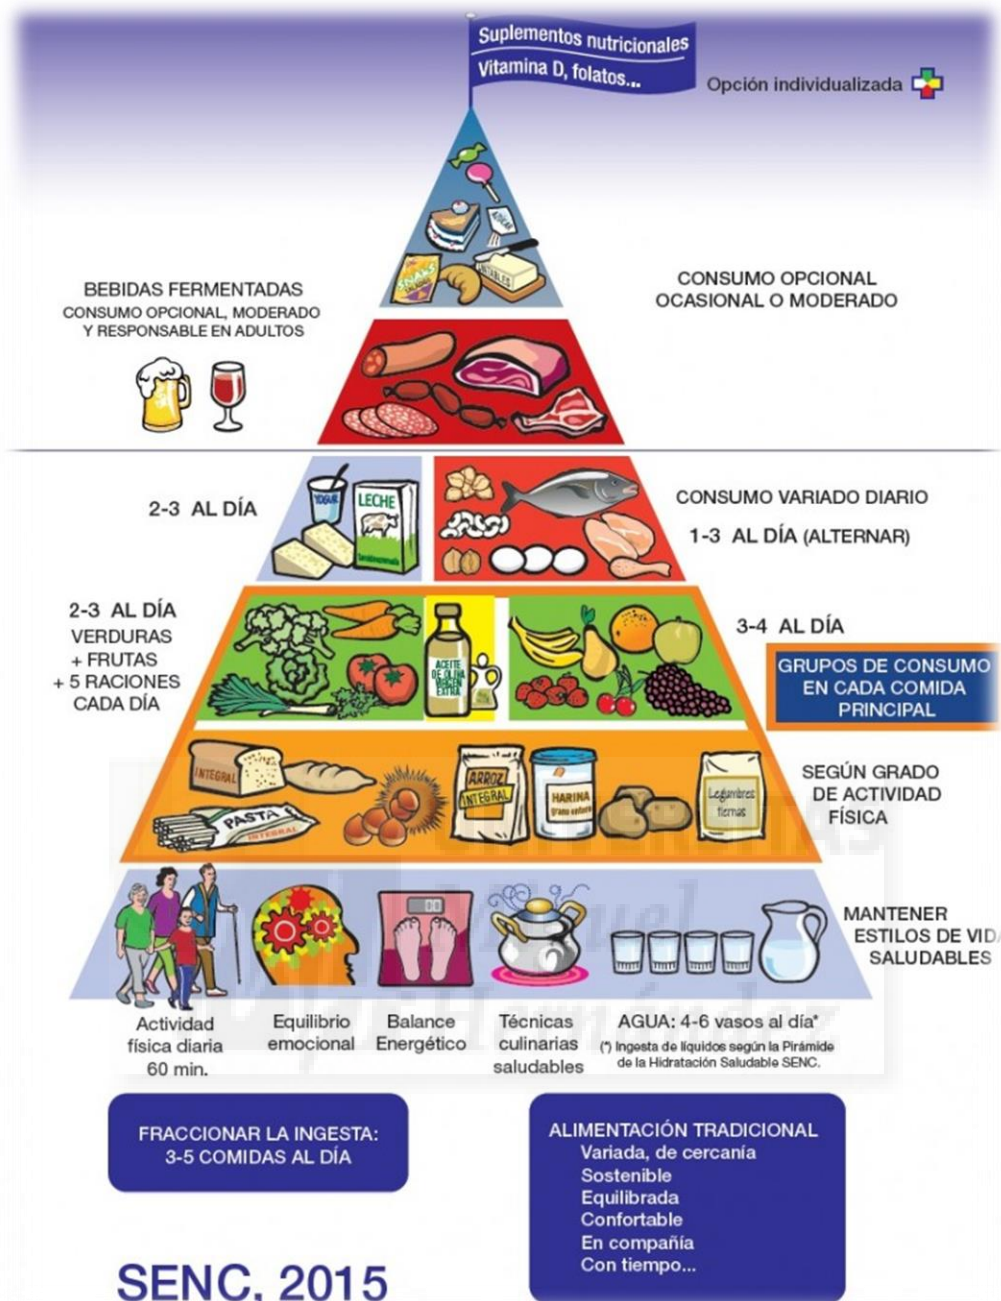 Suplementos nutricionales
Vitamina D, folatos...
Opción individualizada
AZÚCAR
SNAKS
UNTABLES
BEBIDAS FERMENTADAS
CONSUMO OPCIONAL, MODERADO
Y RESPONSABLE EN ADULTOS
CONSUMO OPCIONAL
OCASIONAL O MODERADO
2-3 AL DÍA
YOGUR
LECHE
CONSUMO VARIADO DIARIO
1-3 AL DÍA (ALTERNAR)
2-3 AL DÍA
VERDURAS
+ FRUTAS
+ 5 RACIONES
CADA DÍA
ACEITE
DE OLIVA
VIRGEN
EXTRA
3-4 AL DÍA
GRUPOS DE CONSUMO
EN CADA COMIDA
PRINCIPAL
INTEGRAL
PASTA
INTEGRAL
ARROZ
INTEGRAL
HARINA
grano entero
Legumbres
tiernas
SEGÚN GRADO
DE ACTIVIDAD
FÍSICA
UNIVERSITAS
Miguel
Hernández
MANTENER
ESTILOS DE VIDA
SALUDABLES
Actividad
física diaria
60 min.
Equilibrio
emocional
Balance
Energético
Técnicas
culinarias
saludables
AGUA: 4-6 vasos al día*
(*) Ingesta de líquidos según la Pirámide
de la Hidratación Saludable SENC.
FRACCIONAR LA INGESTA:
3-5 COMIDAS AL DÍA
ALIMENTACIÓN TRADICIONAL
Variada, de cercanía
Sostenible
Equilibrada
Confortable
En compañía
Con tiempo...
SENC, 2015